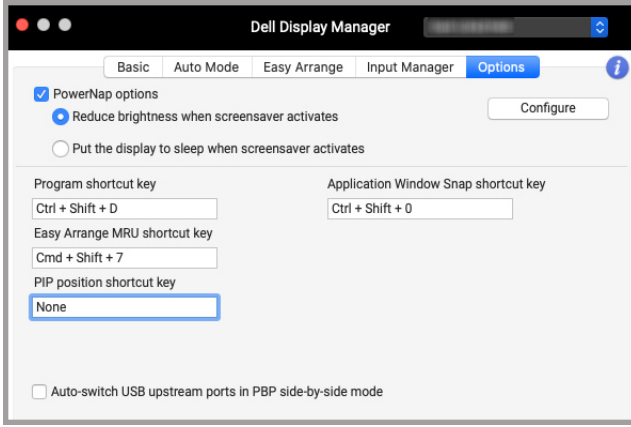 Dell Display Manager
Basic Auto Mode Easy Arrange Input Manager Options i
PowerNap options
Configure
Reduce brightness when screensaver activates
Put the display to sleep when screensaver activates
Program shortcut key Application Window Snap shortcut key
Ctrl + Shift + D Ctrl + Shift + 0
Easy Arrange MRU shortcut key
Cmd + Shift + 7
PIP position shortcut key
None
Auto-switch USB upstream ports in PBP side-by-side mode